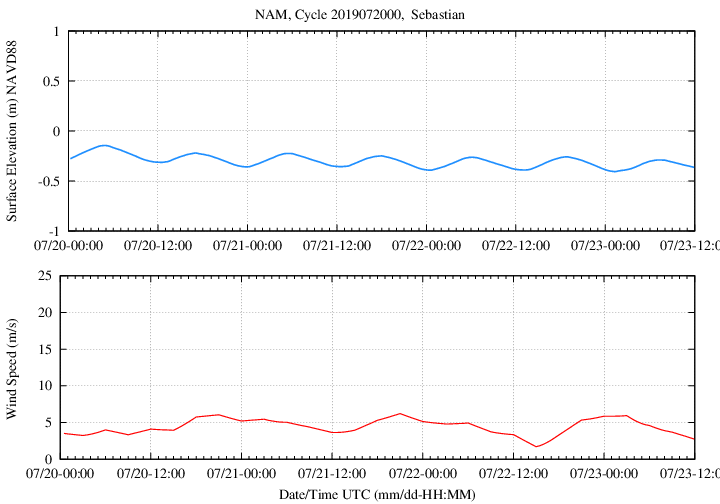 NAM, Cycle 2019072000, Sebastian
Surface Elevation (m) NAVD88
1
0.5
0
-0.5
-1
07/20-00:00 07/20-12:00 07/21-00:00 07/21-12:00 07/22-00:00 07/22-12:00 07/23-00:00 07/23-12:0
Wind Speed (m/s)
25
20
15
10
5
0
07/20-00:00 07/20-12:00 07/21-00:00 07/21-12:00 07/22-00:00 07/22-12:00 07/23-00:00 07/23-12:0
Date/Time UTC (mm/dd-HH:MM)